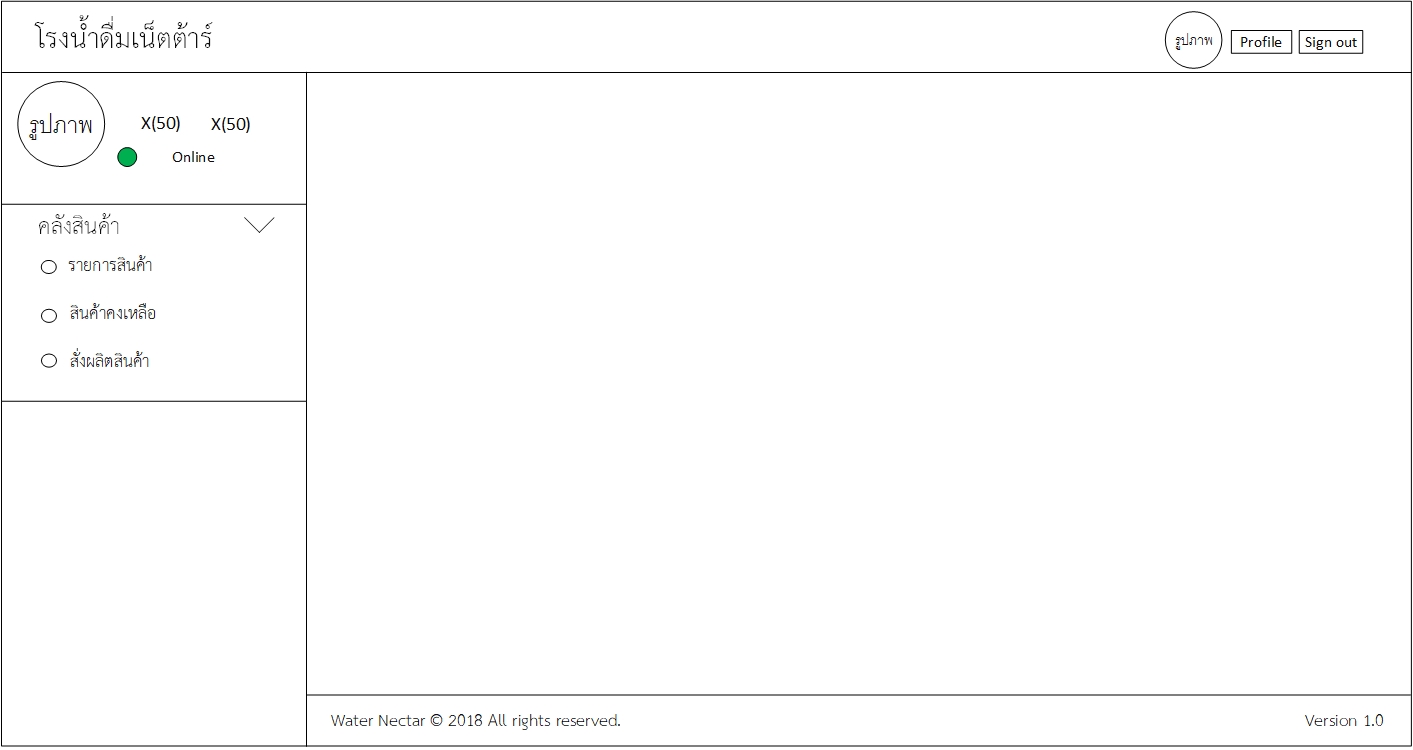 โรงน้ำดื่มเน็ตต้าร์
รูปภาพ Profile Sign out
รูปภาพ X(50) X(50)
Online
คลังสินค้า
รายการสินค้า
สินค้าคงเหลือ
สั่งผลิตสินค้า
Water Nectar © 2018 All rights reserved. Version 1.0